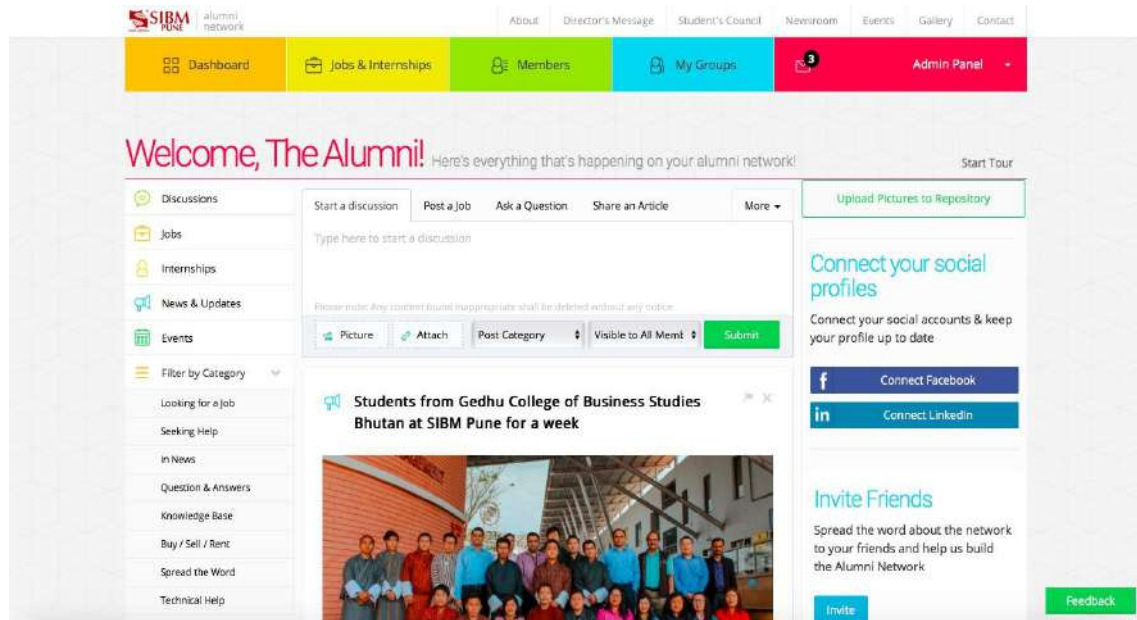 SIBM
PUNE
alumni
network
About Director's Message Student's Council Newsroom Events Gallery Contact
Dashboard Jobs & Internships Members My Groups 3 Admin Panel
Welcome, The Alumni! Here's everything that's happening on your alumni network!
Start Tour
Discussions
Jobs
Internships
News & Updates
Events
Filter by Category
Looking for a Job
Seeking Help
In News
Question & Answers
Knowledge Base
Buy / Sell / Rent
Spread the Word
Technical Help
Start a discussion Post a Job Ask a Question Share an Article More
Type here to start a discussion
Please note: Any content found inappropriate shall be deleted without any notice
Picture Attach Post Category Visible to All Memb Submit
Students from Gedhu College of Business Studies
Bhutan at SIBM Pune for a week
Upload Pictures to Repository
Connect your social
profiles
Connect your social accounts & keep
your profile up to date
f Connect Facebook
in Connect LinkedIn
Invite Friends
Spread the word about the network
to your friends and help us build
the Alumni Network
Invite
Feedback